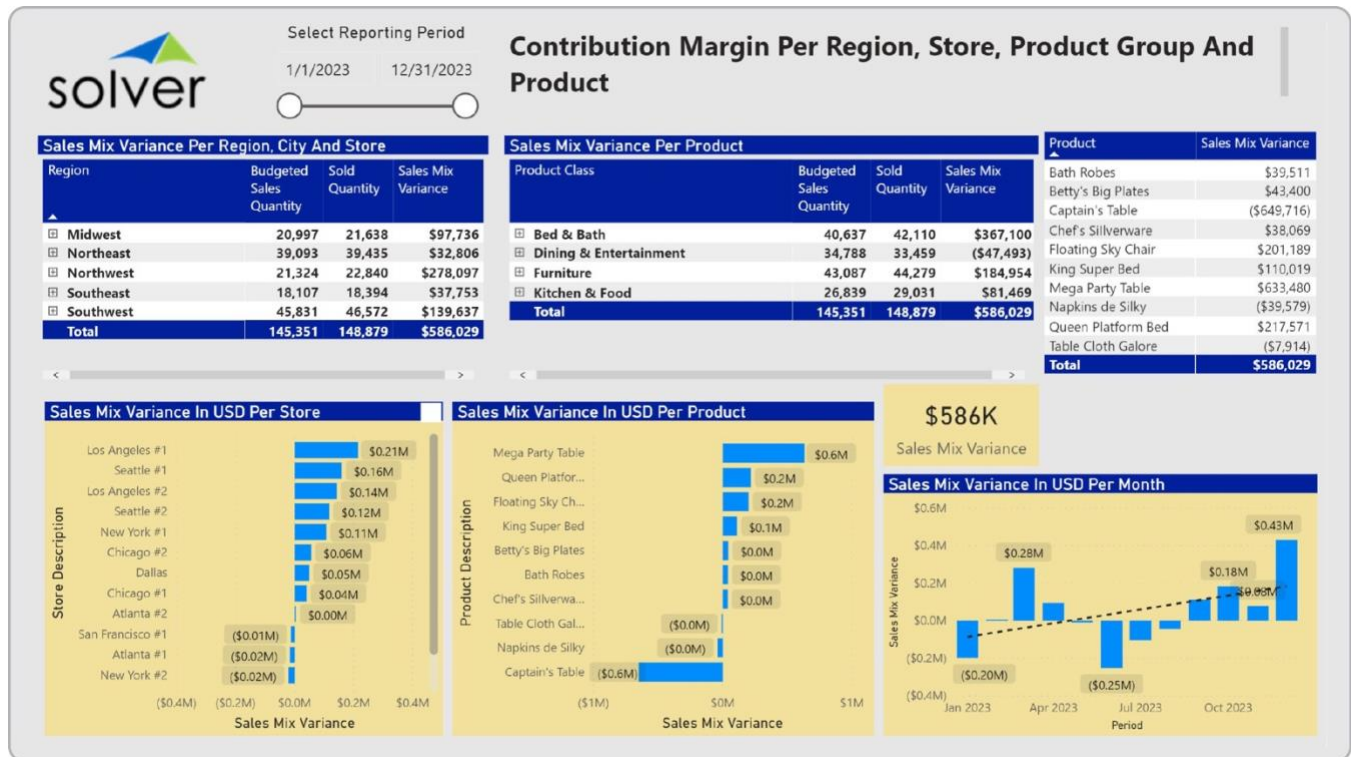 solver
Select Reporting Period
1/1/2023 12/31/2023
Contribution Margin Per Region, Store, Product Group And
Product
Sales Mix Variance Per Region, City And Store
Region Budgeted Sales Quantity Sold Quantity Sales Mix Variance
Midwest 20,997 21,638 $97,736
Northeast 39,093 39,435 $32,806
Northwest 21,324 22,840 $278,097
Southeast 18,107 18,394 $37,753
Southwest 45,831 46,572 $139,637
Total 145,351 148,879 $586,029
Sales Mix Variance Per Product
Product Class Budgeted Sales Quantity Sold Quantity Sales Mix Variance
Bed & Bath 40,637 42,110 $367,100
Dining & Entertainment 34,788 33,459 ($47,493)
Furniture 43,087 44,279 $184,954
Kitchen & Food 26,839 29,031 $81,469
Total 145,351 148,879 $586,029
Product Sales Mix Variance
Bath Robes $39,511
Betty's Big Plates $43,400
Captain's Table ($649,716)
Chef's Sillverware $38,069
Floating Sky Chair $201,189
King Super Bed $110,019
Mega Party Table $633,480
Napkins de Silky ($39,579)
Queen Platform Bed $217,571
Table Cloth Galore ($7,914)
Total $586,029
Sales Mix Variance In USD Per Store
Store Description
Los Angeles #1 $0.21M
Seattle #1 $0.16M
Los Angeles #2 $0.14M
Seattle #2 $0.12M
New York #1 $0.11M
Chicago #2 $0.06M
Dallas $0.05M
Chicago #1 $0.04M
Atlanta #2 $0.00M
San Francisco #1 ($0.01M)
Atlanta #1 ($0.02M)
New York #2 ($0.02M)
($0.4M) ($0.2M) $0.0M $0.2M $0.4M
Sales Mix Variance
Sales Mix Variance In USD Per Product
Product Description
Mega Party Table $0.6M
Queen Platfor... $0.2M
Floating Sky Ch... $0.2M
King Super Bed $0.1M
Betty's Big Plates $0.0M
Bath Robes $0.0M
Chef's Sillverwa... $0.0M
Table Cloth Gal... ($0.0M)
Napkins de Silky ($0.0M)
Captain's Table ($0.6M)
($1M) $0M $1M
Sales Mix Variance
$586K
Sales Mix Variance
Sales Mix Variance In USD Per Month
Sales Mix Variance
$0.6M
$0.4M
$0.2M
$0.0M
($0.2M)
($0.4M)
($0.20M)
$0.28M
($0.25M)
$0.18M
$0.08M
$0.43M
Jan 2023 Apr 2023 Jul 2023 Oct 2023
Period